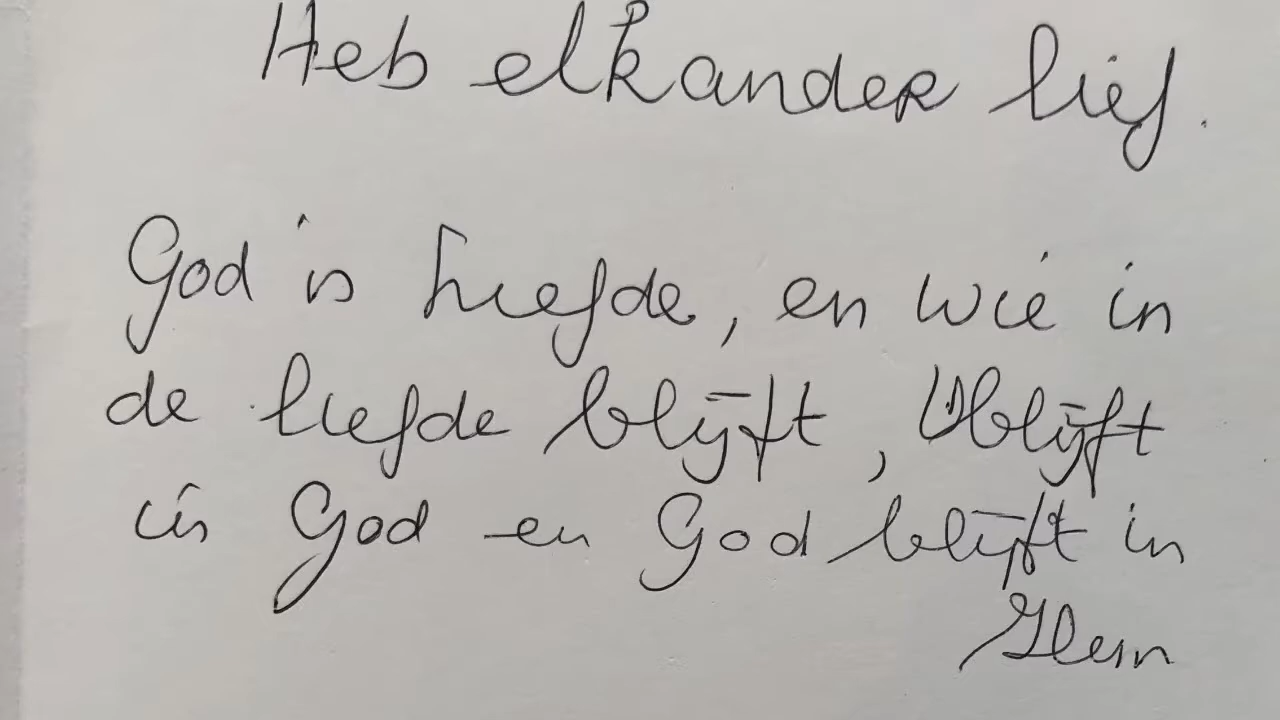 Heb elkander lief.
God is liefde, en wie in
de liefde blijft, blijft
in God en God blijft in
Hem